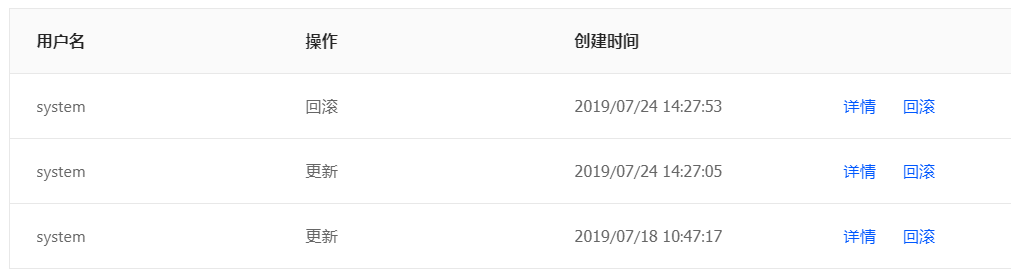 用户名 操作 创建时间
system 回滚 2019/07/24 14:27:53 详情 回滚
system 更新 2019/07/24 14:27:05 详情 回滚
system 更新 2019/07/18 10:47:17 详情 回滚